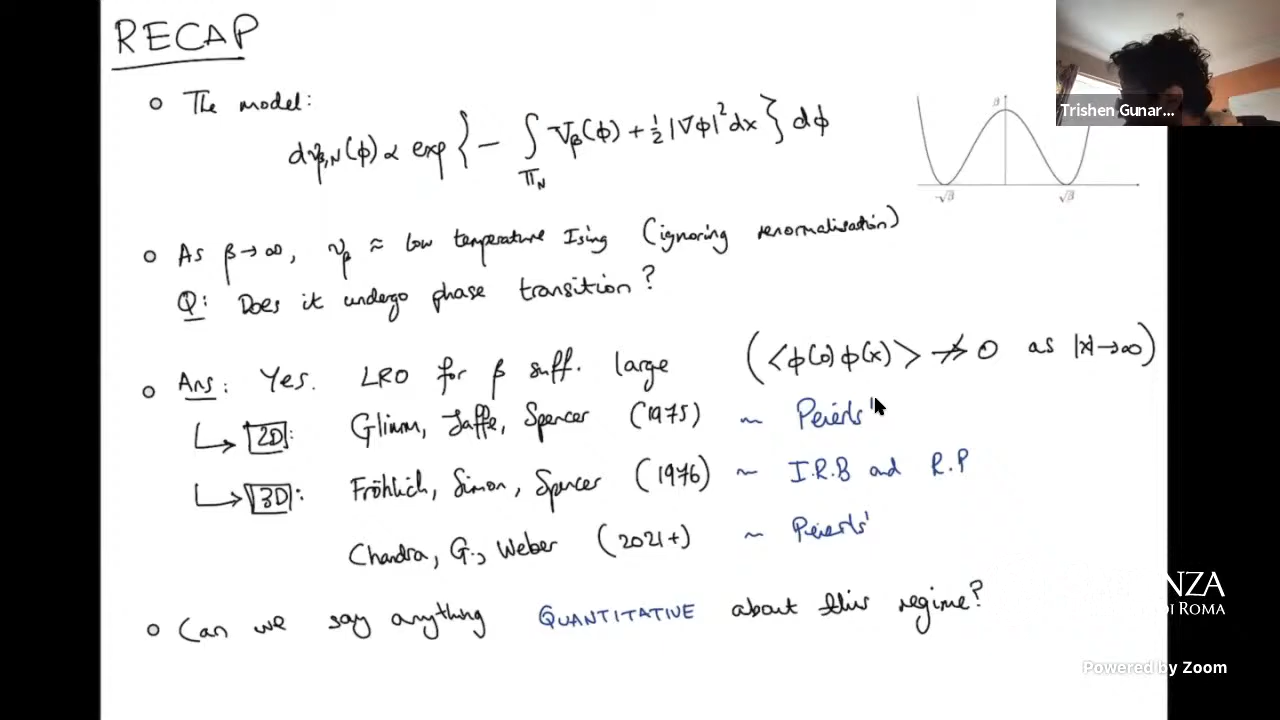 RECAP
Trishen Gunar...
○ The model:
dν_{β,N}(ϕ) ∝ exp { - ∫_{𝕋_N} V_β(ϕ) + ½ |∇ϕ|² dx } dϕ
β
-√β √β
○ As β→∞, ν_β ≈ low temperature Ising (ignoring renormalisation)
Q: Does it undergo phase transition?
○ Ans: Yes. LRO for β suff. large (<ϕ(0)ϕ(x)> ↛ 0 as |x|→∞)
↳ 2D: Glimm, Jaffe, Spencer (1975) ~ Peierls'
↳ 3D: Fröhlich, Simon, Spencer (1976) ~ I.R.B and R.P
Chandra, G., Weber (2021+) ~ Peierls'
○ Can we say anything QUANTITATIVE about this regime?
NZA
DI ROMA
Powered by Zoom